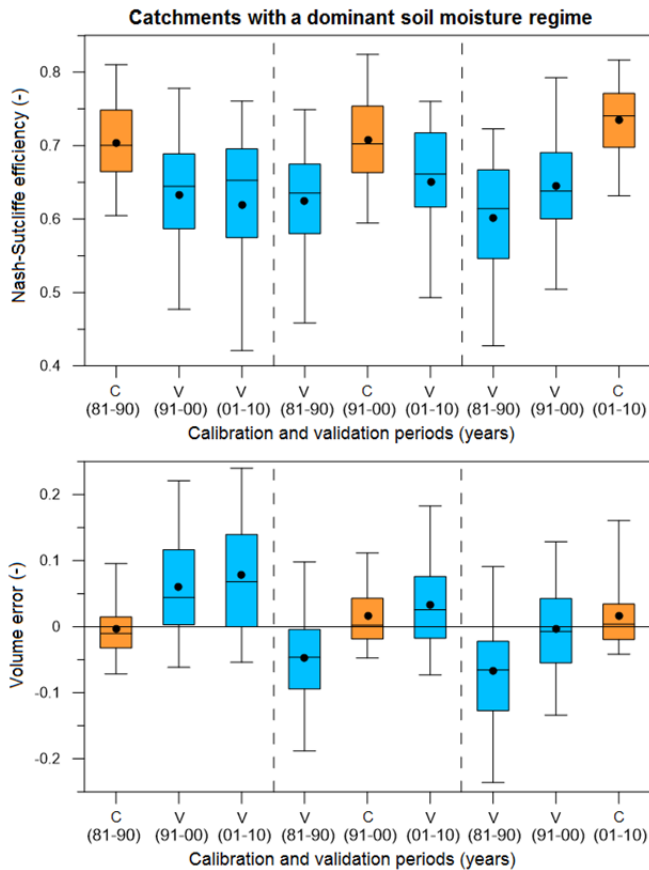 Catchments with a dominant soil moisture regime
Nash-Sutcliffe efficiency (-)
0.8
0.7
0.6
0.5
0.4
C V V V C V V V C
(81-90) (91-00) (01-10) (81-90) (91-00) (01-10) (81-90) (91-00) (01-10)
Calibration and validation periods (years)
Volume error (-)
0.2
0.1
0
-0.1
-0.2
C V V V C V V V C
(81-90) (91-00) (01-10) (81-90) (91-00) (01-10) (81-90) (91-00) (01-10)
Calibration and validation periods (years)